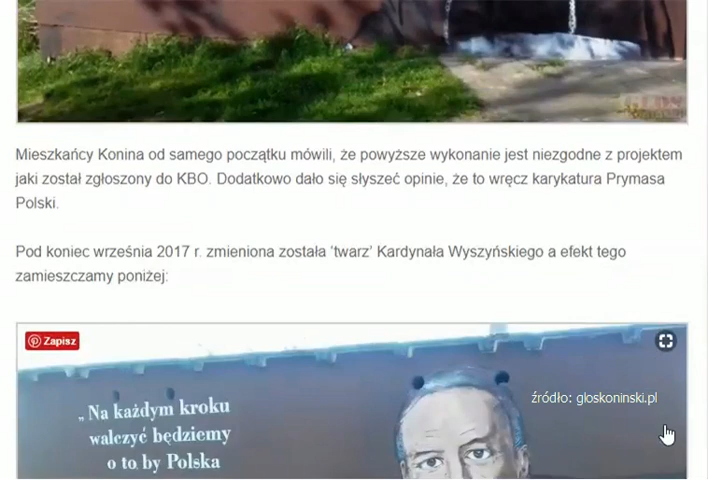 Mieszkańcy Konina od samego początku mówili, że powyższe wykonanie jest niezgodne z projektem
jaki został zgłoszony do KBO. Dodatkowo dało się słyszeć opinie, że to wręcz karykatura Prymasa
Polski.
Pod koniec września 2017 r. zmieniona została 'twarz' Kardynała Wyszyńskiego a efekt tego
zamieszczamy poniżej:
Zapisz
źródło: gloskoninski.pl
„Na każdym kroku
walczyć będziemy
o to by Polska